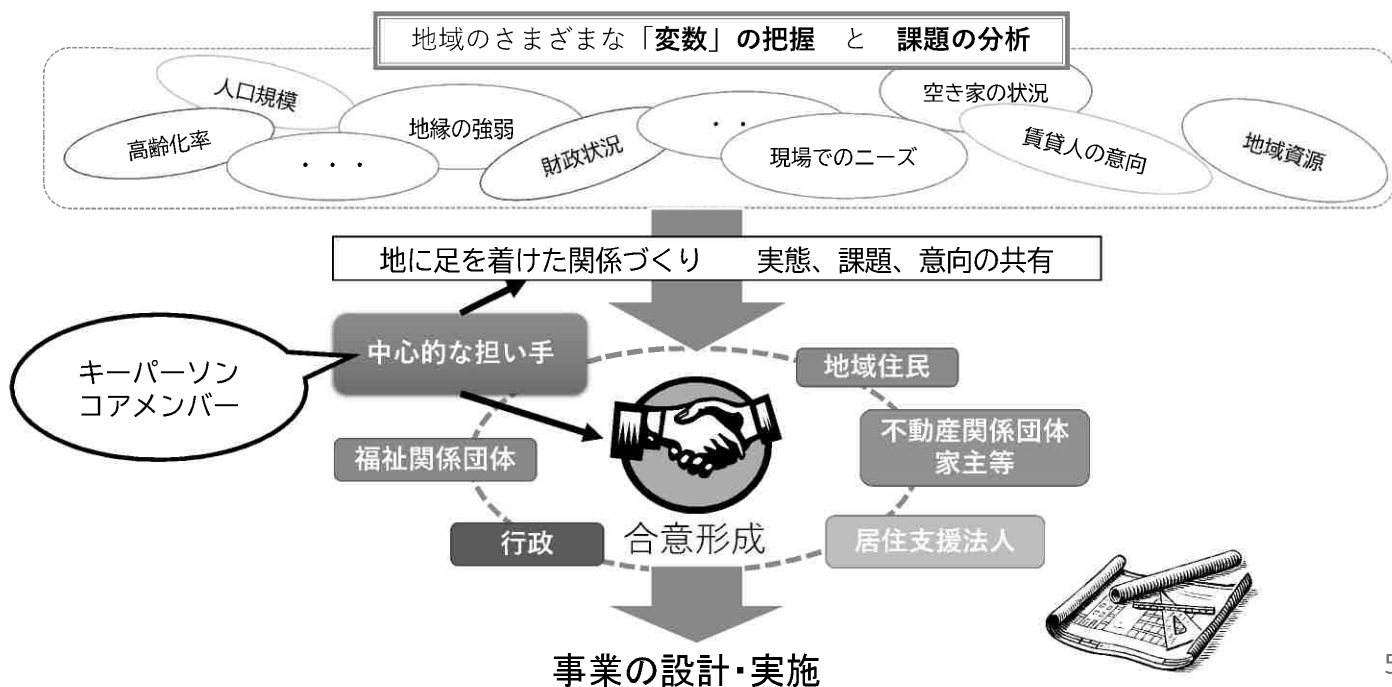 地域のさまざまな「変数」の把握 と 課題の分析
人口規模
空き家の状況
高齢化率
地縁の強弱
・・
・・・
財政状況
現場でのニーズ
賃貸人の意向
地域資源
地に足を着けた関係づくり 実態、課題、意向の共有
中心的な担い手
キーパーソン
コアメンバー
地域住民
不動産関係団体
家主等
福祉関係団体
行政
合意形成
居住支援法人
事業の設計・実施
5